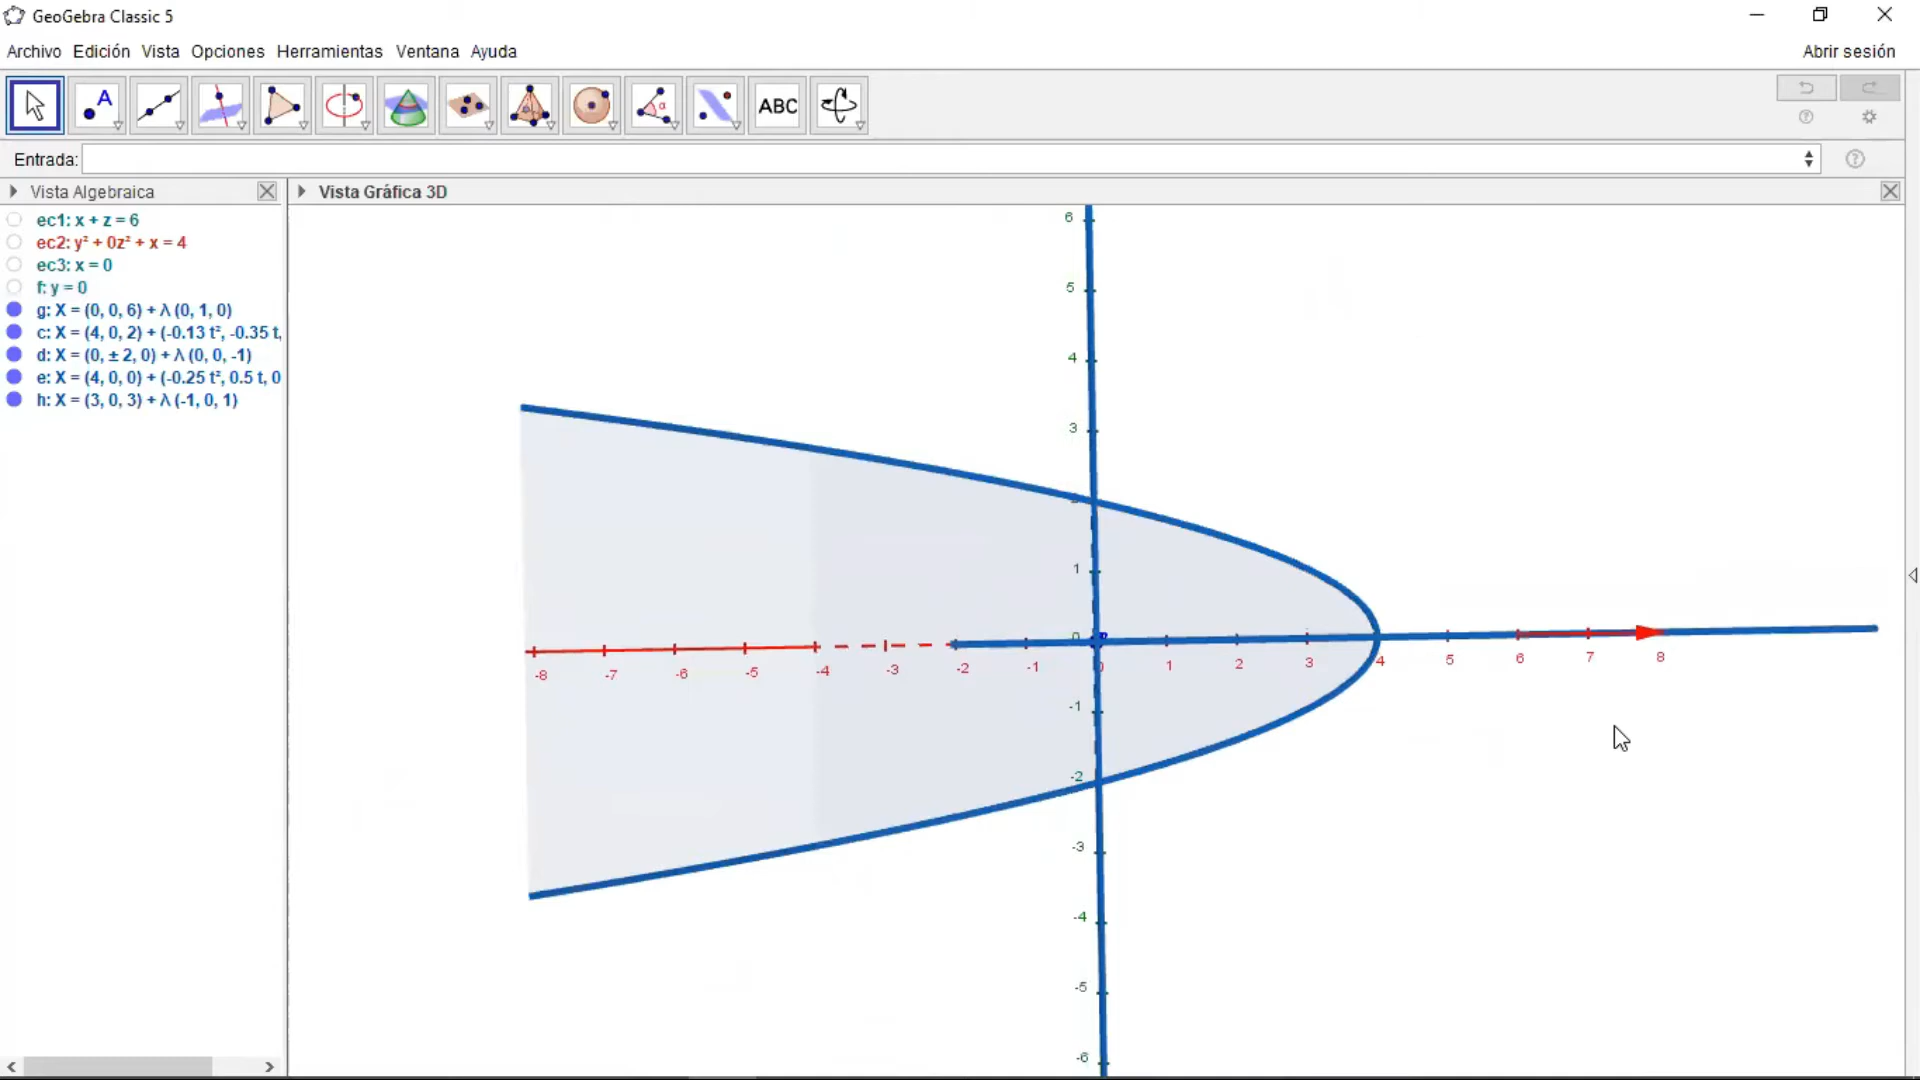 GeoGebra Classic 5
Archivo Edición Vista Opciones Herramientas Ventana Ayuda
Abrir sesión
A
α
ABC
Entrada:
Vista Algebraica
Vista Gráfica 3D
ec1: x + z = 6
ec2: y² + 0z² + x = 4
ec3: x = 0
f: y = 0
g: X = (0, 0, 6) + λ (0, 1, 0)
c: X = (4, 0, 2) + (-0.13 t², -0.35 t,
d: X = (0, ± 2, 0) + λ (0, 0, -1)
e: X = (4, 0, 0) + (-0.25 t², 0.5 t, 0
h: X = (3, 0, 3) + λ (-1, 0, 1)
6
5
4
3
1
0
-8 -7 -6 -5 -4 -3 -2 -1 0 1 2 3 4 5 6 7 8
-1
-2
-3
-4
-5
-6